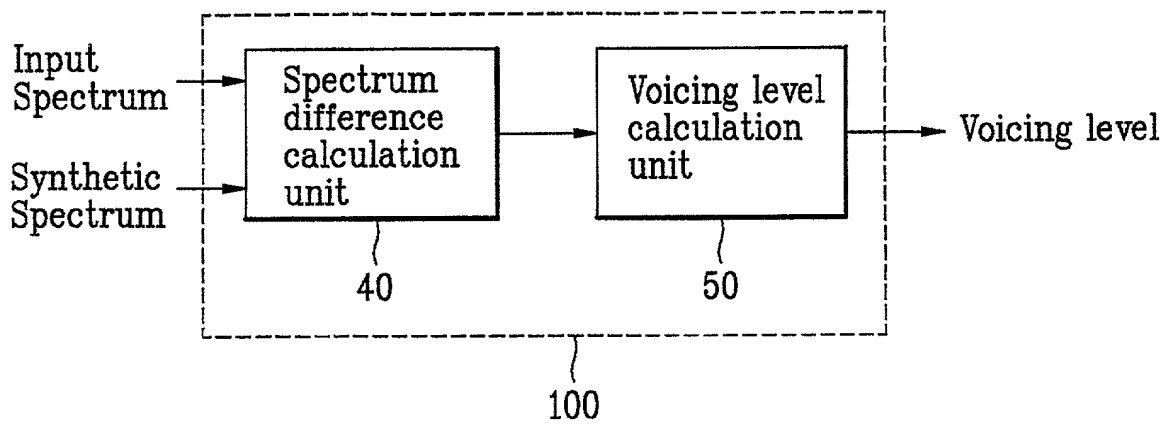 Input
Spectrum
Synthetic
Spectrum
Spectrum
difference
calculation
unit
40
Voicing level
calculation
unit
50
Voicing level
100